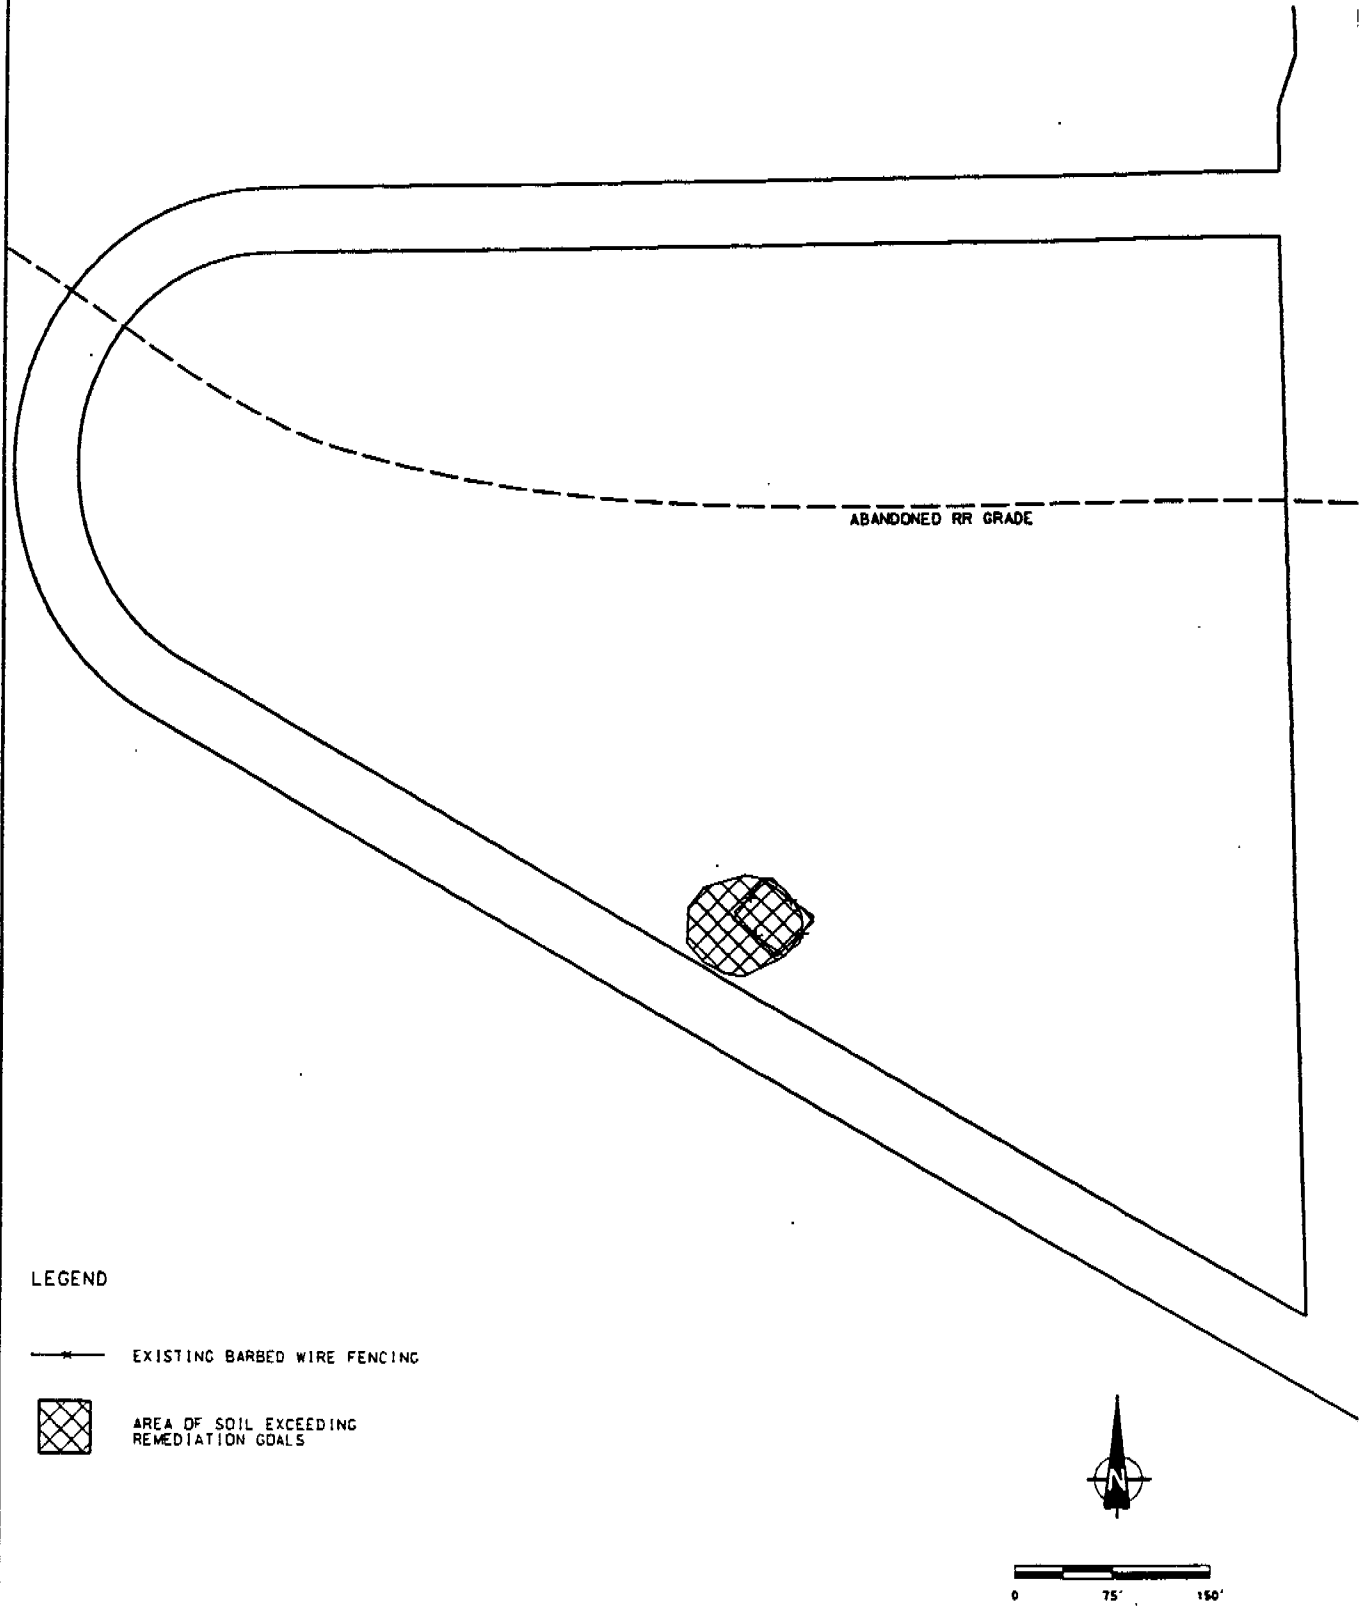 ABANDONED RR GRADE
LEGEND
EXISTING BARBED WIRE FENCING
AREA OF SOIL EXCEEDING
REMEDIATION GOALS
N
0 75' 150'